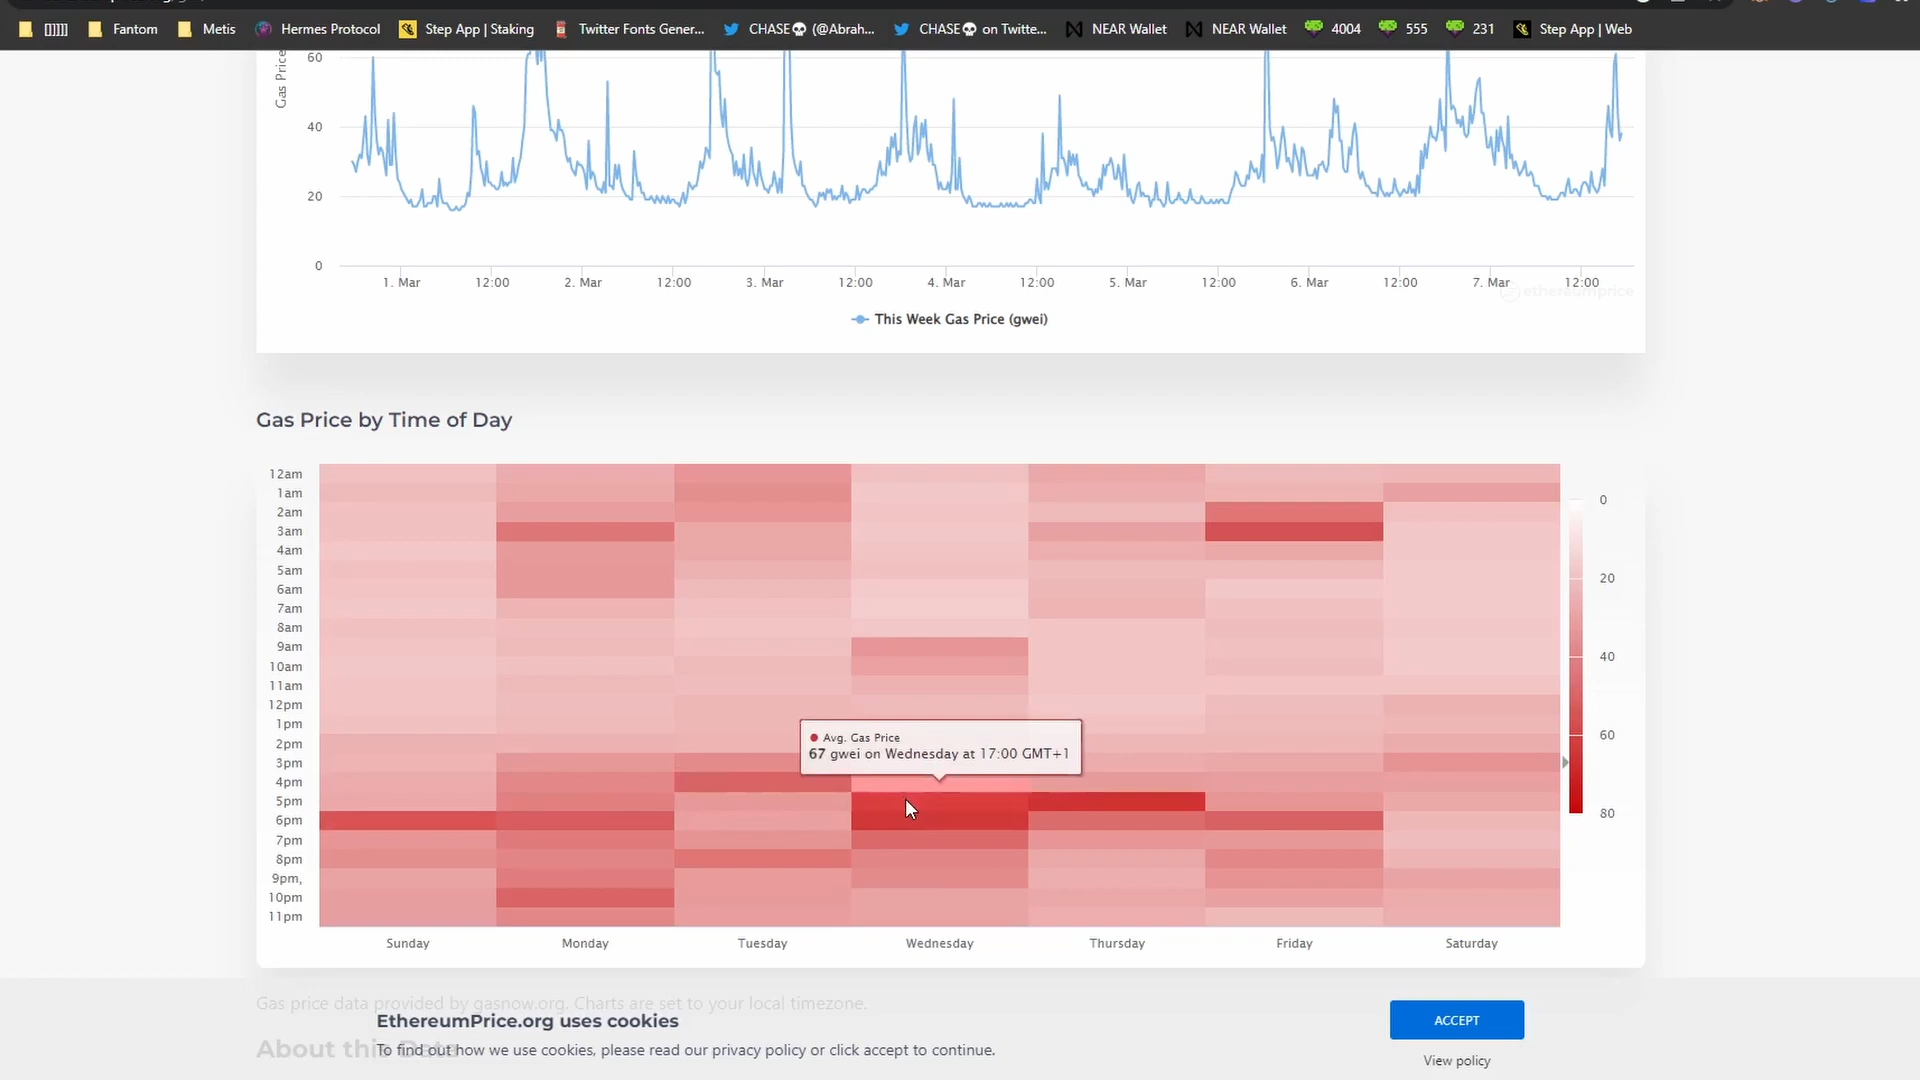 []]]]] Fantom Metis Hermes Protocol Step App | Staking Twitter Fonts Gener... CHASE💀 (@Abrah... CHASE💀 on Twitte... NEAR Wallet NEAR Wallet 4004 555 231 Step App | Web
Gas Price
60
40
20
0
1. Mar 12:00 2. Mar 12:00 3. Mar 12:00 4. Mar 12:00 5. Mar 12:00 6. Mar 12:00 7. Mar 12:00
ethereumprice
This Week Gas Price (gwei)
Gas Price by Time of Day
12am
1am
2am
3am
4am
5am
6am
7am
8am
9am
10am
11am
12pm
1pm
2pm
3pm
4pm
5pm
6pm
7pm
8pm
9pm,
10pm
11pm
Avg. Gas Price
67 gwei on Wednesday at 17:00 GMT+1
0
20
40
60
80
Sunday Monday Tuesday Wednesday Thursday Friday Saturday
Gas price data provided by gasnow.org. Charts are set to your local timezone.
About this Data
EthereumPrice.org uses cookies
To find out how we use cookies, please read our privacy policy or click accept to continue.
ACCEPT
View policy